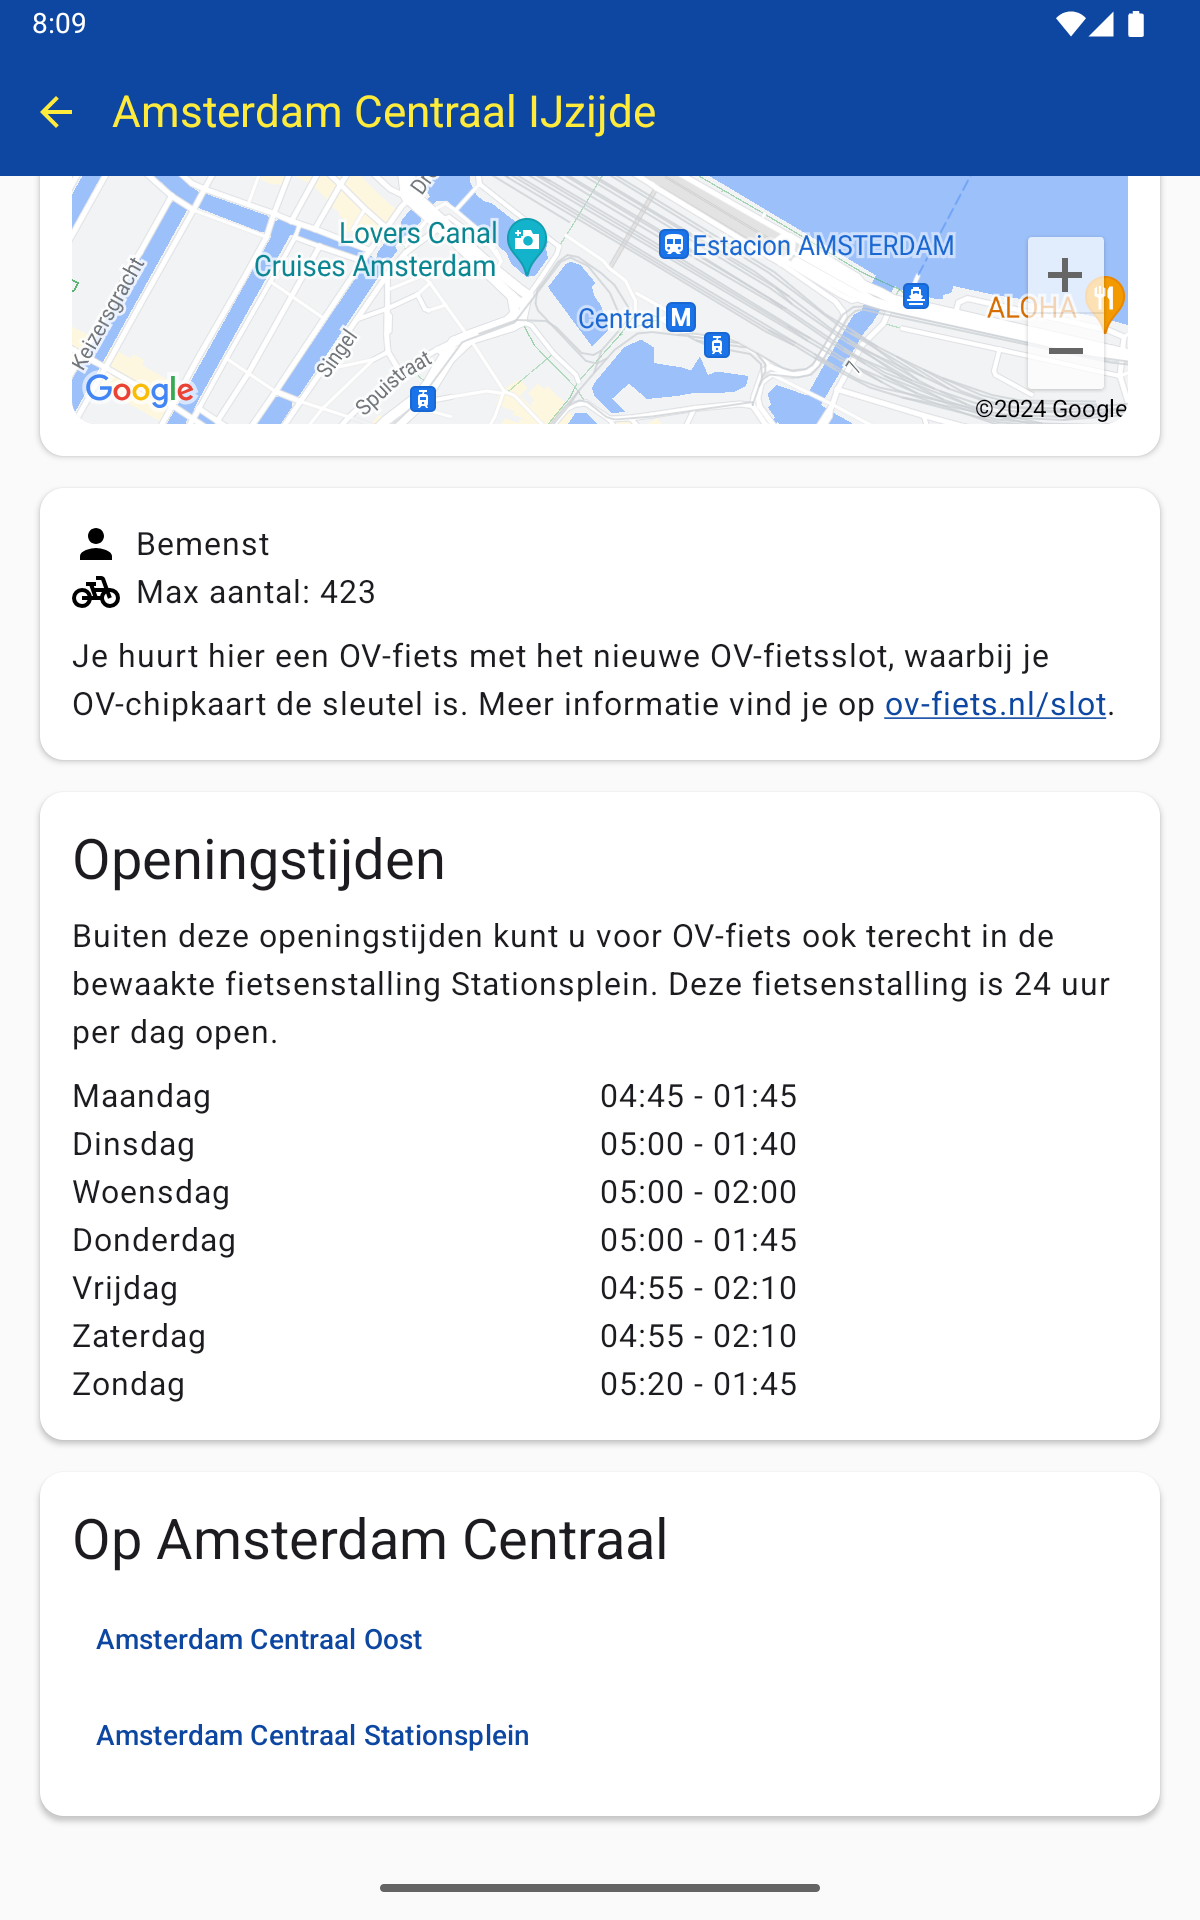 8:09
Amsterdam Centraal IJzijde
Lovers Canal
Cruises Amsterdam
Estacion AMSTERDAM
Keizersgracht
Singel
Spuistraat
Central M
ALOHA
Google
©2024 Google
Bemenst
Max aantal: 423
Je huurt hier een OV-fiets met het nieuwe OV-fietsslot, waarbij je
OV-chipkaart de sleutel is. Meer informatie vind je op ov-fiets.nl/slot.
Openingstijden
Buiten deze openingstijden kunt u voor OV-fiets ook terecht in de
bewaakte fietsenstalling Stationsplein. Deze fietsenstalling is 24 uur
per dag open.
Maandag 04:45 - 01:45
Dinsdag 05:00 - 01:40
Woensdag 05:00 - 02:00
Donderdag 05:00 - 01:45
Vrijdag 04:55 - 02:10
Zaterdag 04:55 - 02:10
Zondag 05:20 - 01:45
Op Amsterdam Centraal
Amsterdam Centraal Oost
Amsterdam Centraal Stationsplein